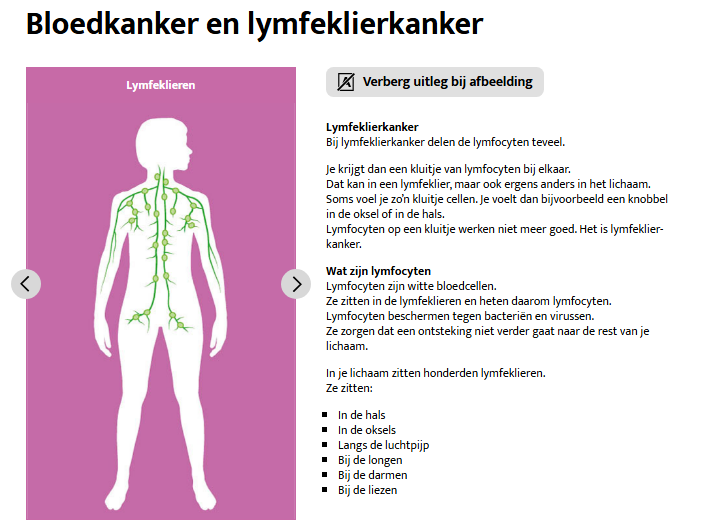 Bloedkanker en lymfeklierkanker
Lymfeklieren
Verberg uitleg bij afbeelding
Lymfeklierkanker
Bij lymfeklierkanker delen de lymfocyten teveel.
Je krijgt dan een kluitje van lymfocyten bij elkaar.
Dat kan in een lymfeklier, maar ook ergens anders in het lichaam.
Soms voel je zo'n kluitje cellen. Je voelt dan bijvoorbeeld een knobbel
in de oksel of in de hals.
Lymfocyten op een kluitje werken niet meer goed. Het is lymfeklier-
kanker.
Wat zijn lymfocyten
Lymfocyten zijn witte bloedcellen.
Ze zitten in de lymfeklieren en heten daarom lymfocyten.
Lymfocyten beschermen tegen bacteriën en virussen.
Ze zorgen dat een ontsteking niet verder gaat naar de rest van je
lichaam.
In je lichaam zitten honderden lymfeklieren.
Ze zitten:
In de hals
In de oksels
Langs de luchtpijp
Bij de longen
Bij de darmen
Bij de liezen